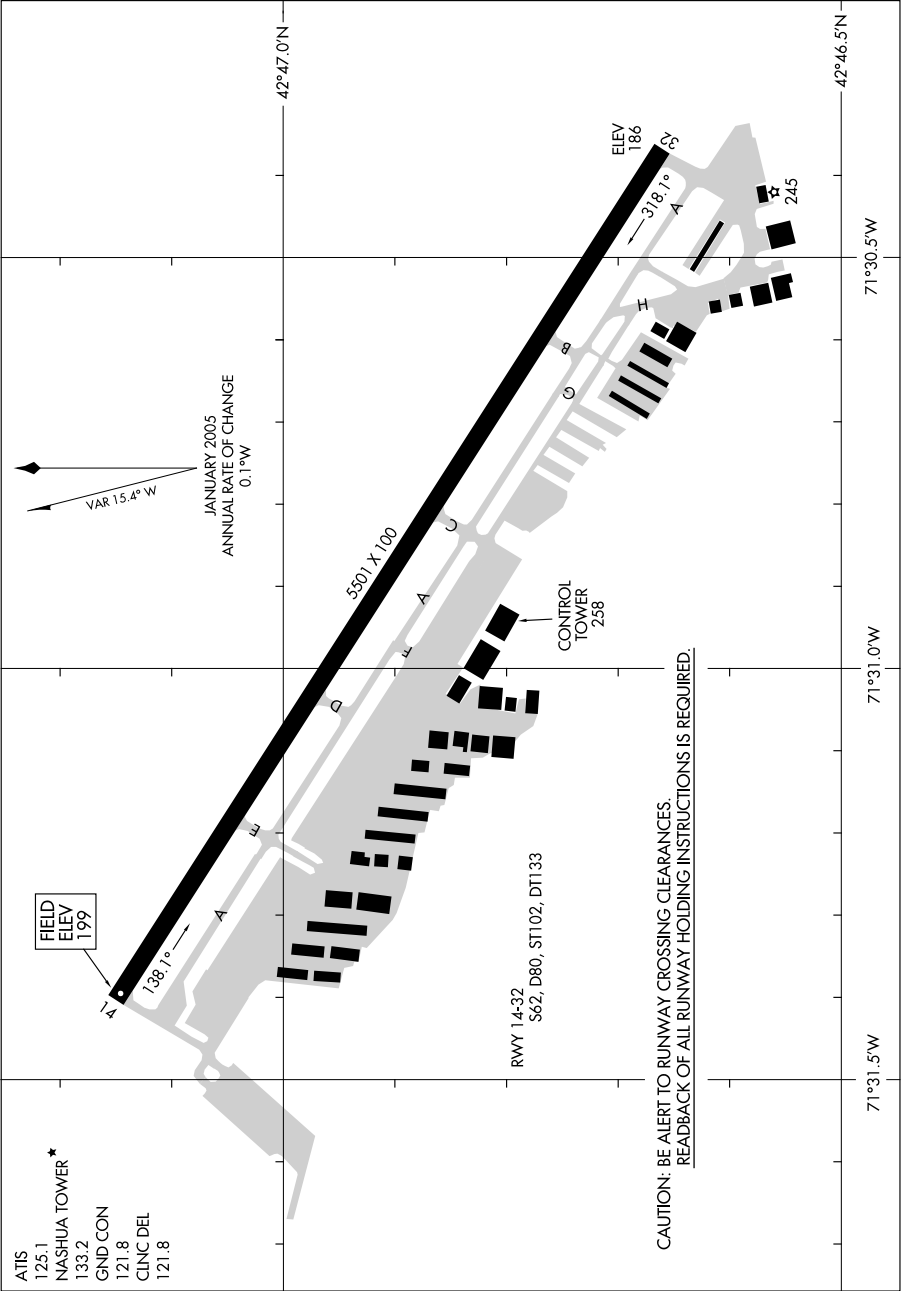 ATIS
125.1
NASHUA TOWER
133.2
GND CON
121.8
CLNC DEL
121.8
FIELD
ELEV
199
14
138.1°
A
E
D
F
A
C
5501 X 100
VAR 15.4° W
JANUARY 2005
ANNUAL RATE OF CHANGE
0.1°W
G
B
H
A
318.1°
32
ELEV
186
245
CONTROL
TOWER
258
RWY 14-32
S62, D80, ST102, DT133
CAUTION: BE ALERT TO RUNWAY CROSSING CLEARANCES.
READBACK OF ALL RUNWAY HOLDING INSTRUCTIONS IS REQUIRED.
42°47.0'N
42°46.5'N
71°31.5'W
71°31.0'W
71°30.5'W